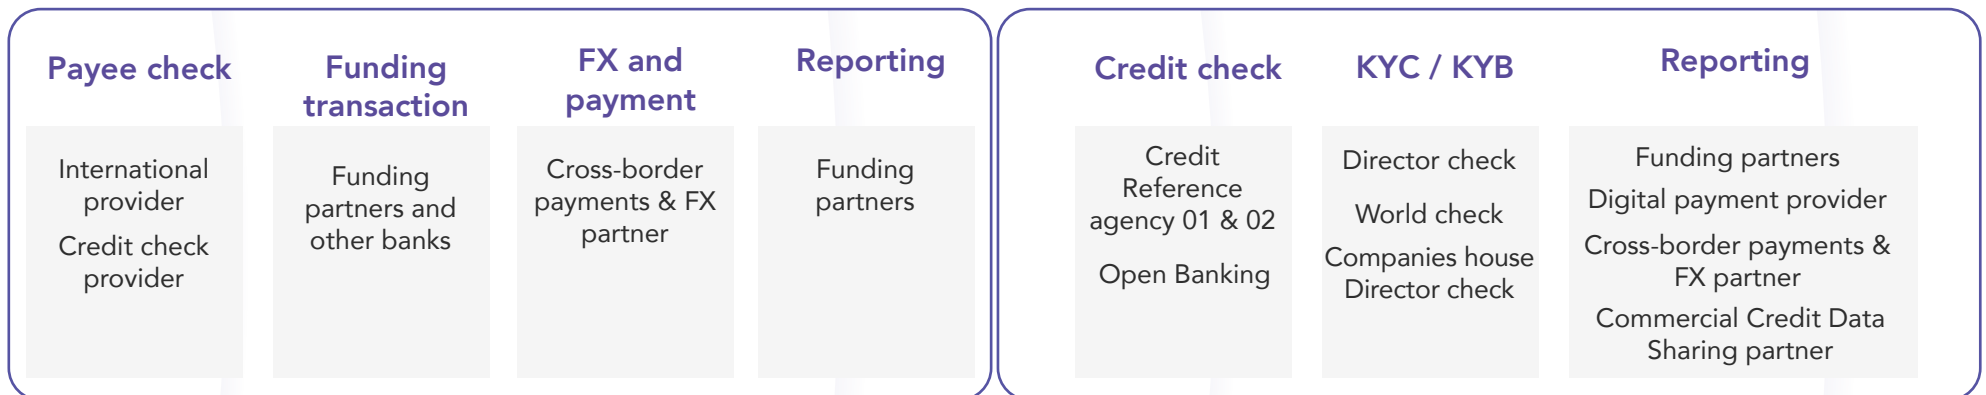 Payee check
International
provider
Credit check
provider
Funding
transaction
Funding
partners and
other banks
FX and
payment
Cross-border
payments & FX
partner
Reporting
Funding
partners
Credit check
Credit
Reference
agency 01 & 02
Open Banking
KYC / KYB
Director check
World check
Companies house
Director check
Reporting
Funding partners
Digital payment provider
Cross-border payments &
FX partner
Commercial Credit Data
Sharing partner